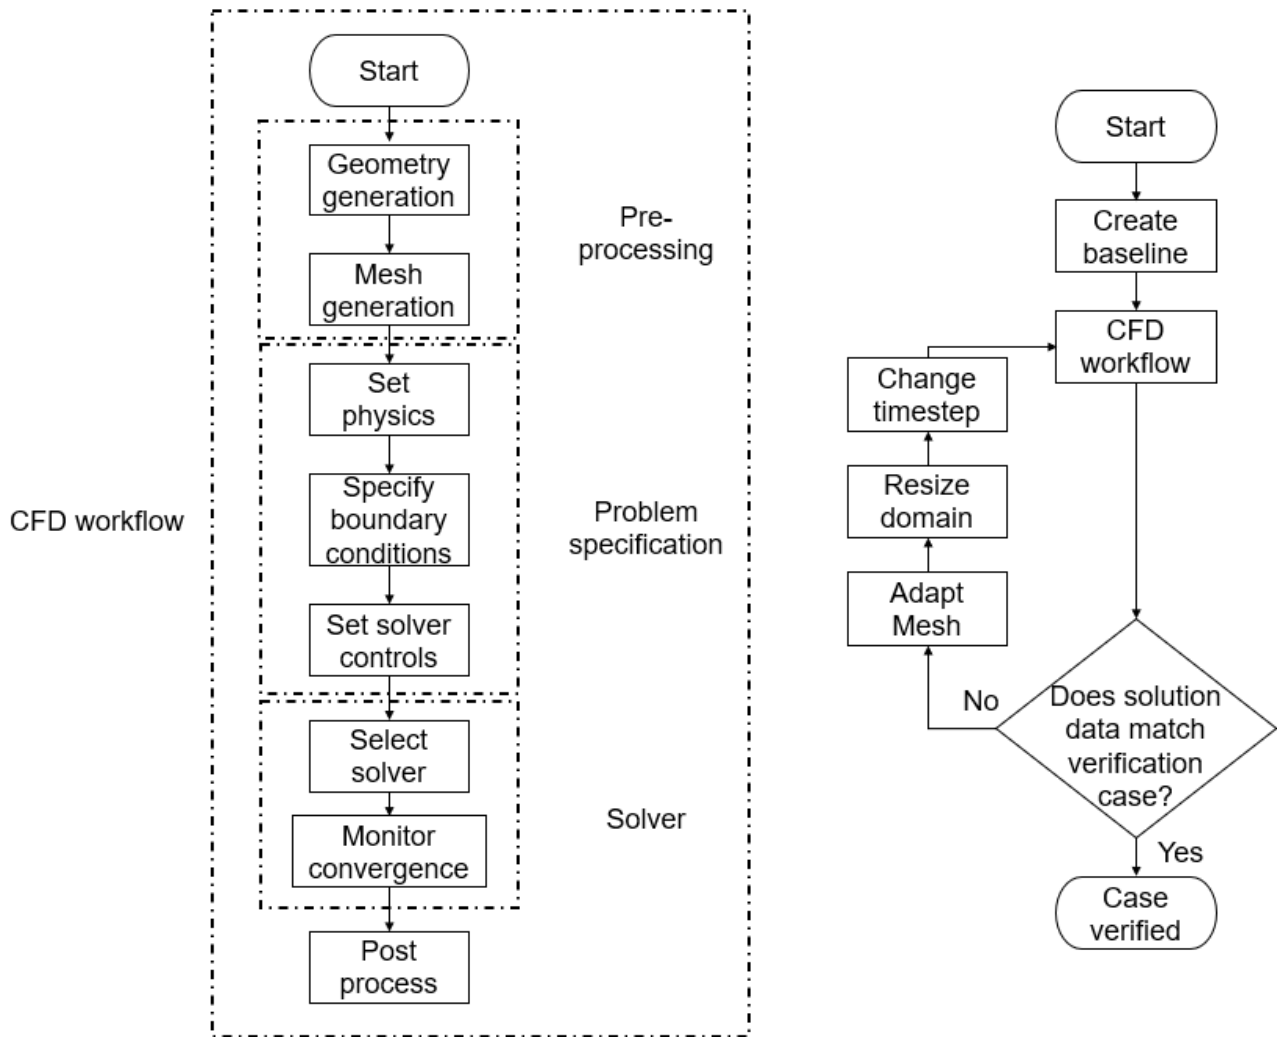 Start
Geometry
generation
Mesh
generation
Pre-
processing
Set
physics
Specify
boundary
conditions
Set solver
controls
Problem
specification
CFD workflow
Select
solver
Monitor
convergence
Solver
Post
process
Start
Create
baseline
CFD
workflow
Change
timestep
Resize
domain
Adapt
Mesh
No
Does solution
data match
verification
case?
Yes
Case
verified